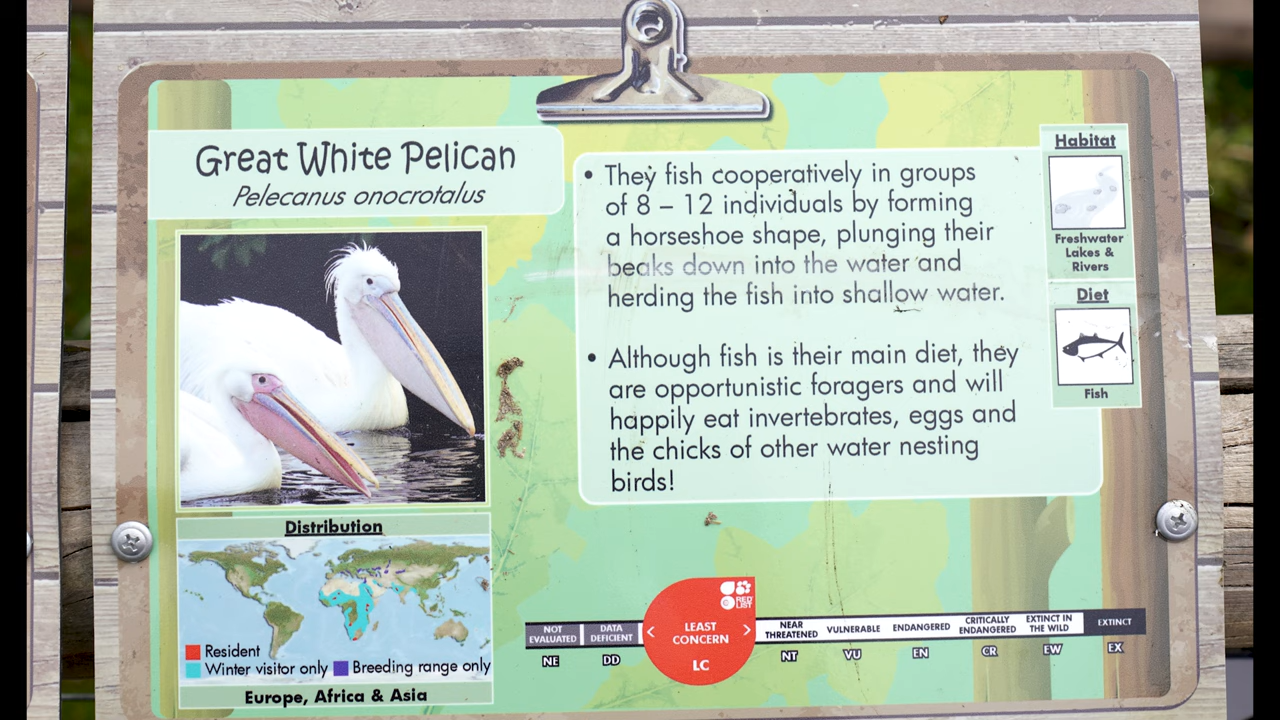 Great White Pelican
Pelecanus onocrotalus
• They fish cooperatively in groups
of 8 – 12 individuals by forming
a horseshoe shape, plunging their
beaks down into the water and
herding the fish into shallow water.
• Although fish is their main diet, they
are opportunistic foragers and will
happily eat invertebrates, eggs and
the chicks of other water nesting
birds!
Habitat
Freshwater
Lakes &
Rivers
Diet
Fish
Distribution
Resident
Winter visitor only
Breeding range only
Europe, Africa & Asia
NOT
EVALUATED
NE
DATA
DEFICIENT
DD
RED
LIST
< LEAST
CONCERN >
LC
NEAR
THREATENED
NT
VULNERABLE
VU
ENDANGERED
EN
CRITICALLY
ENDANGERED
CR
EXTINCT IN
THE WILD
EW
EXTINCT
EX